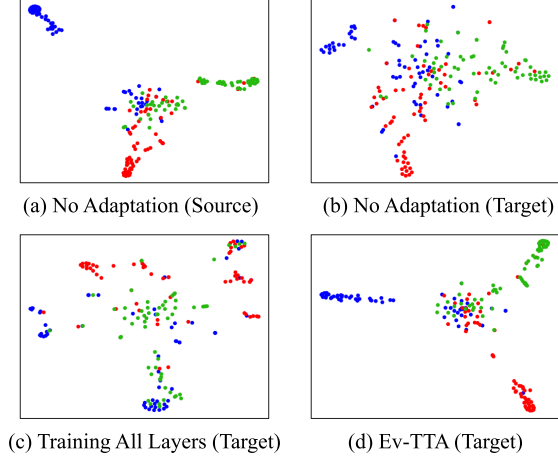 (a) No Adaptation (Source)
(b) No Adaptation (Target)
(c) Training All Layers (Target)
(d) Ev-TTA (Target)